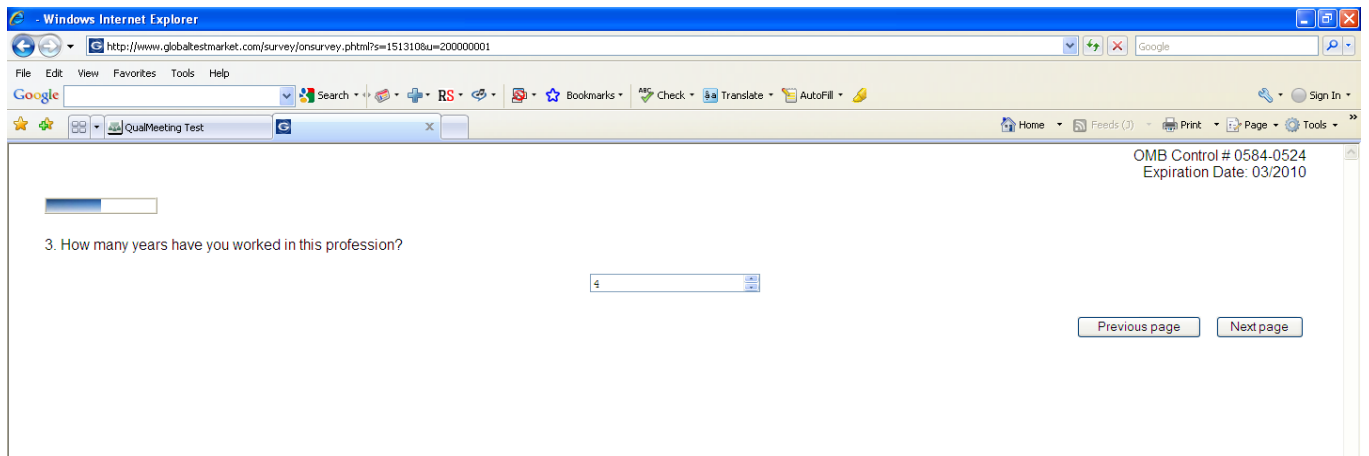 - Windows Internet Explorer
http://www.globaltestmarket.com/survey/onsurvey.phtml?s=151310&u=200000001
Google
File Edit View Favorites Tools Help
Google Search RS Bookmarks Check Translate AutoFill Sign In
QualMeeting Test Home Feeds (J) Print Page Tools
OMB Control # 0584-0524
Expiration Date: 03/2010
3. How many years have you worked in this profession?
4
Previous page Next page